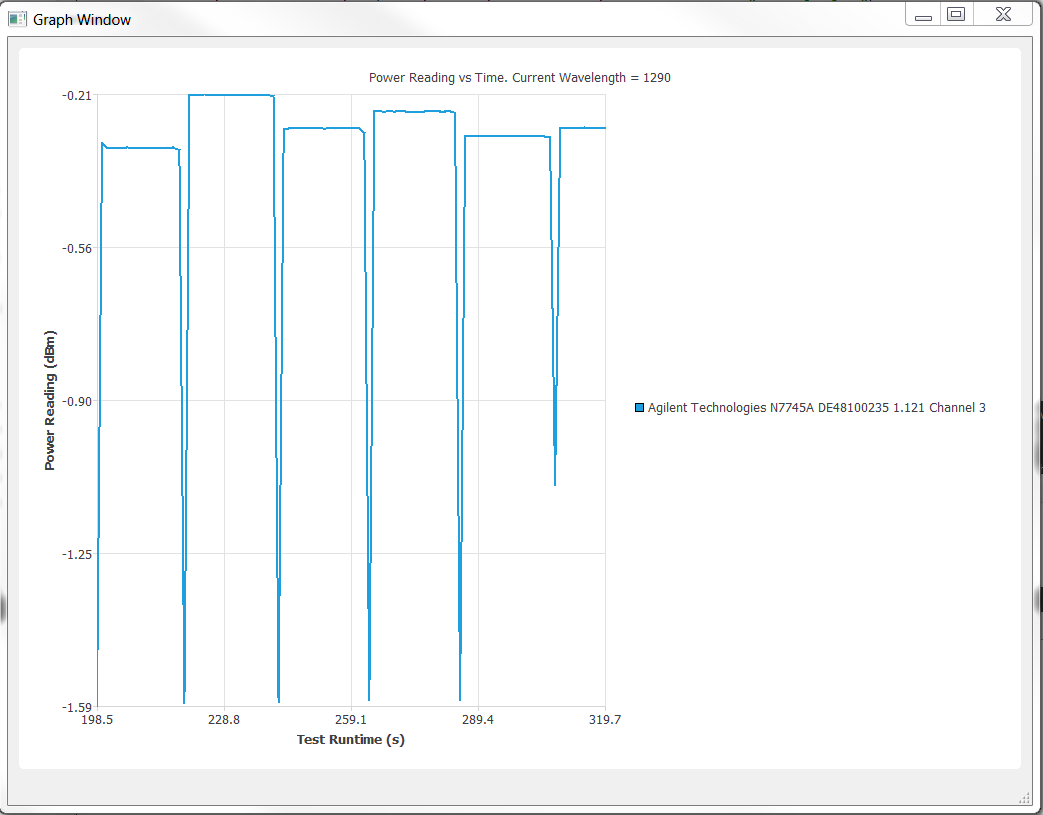 Graph Window
Power Reading vs Time. Current Wavelength = 1290
-0.21
-0.56
-0.90
-1.25
-1.59
Power Reading (dBm)
198.5 228.8 259.1 289.4 319.7
Test Runtime (s)
Agilent Technologies N7745A DE48100235 1.121 Channel 3